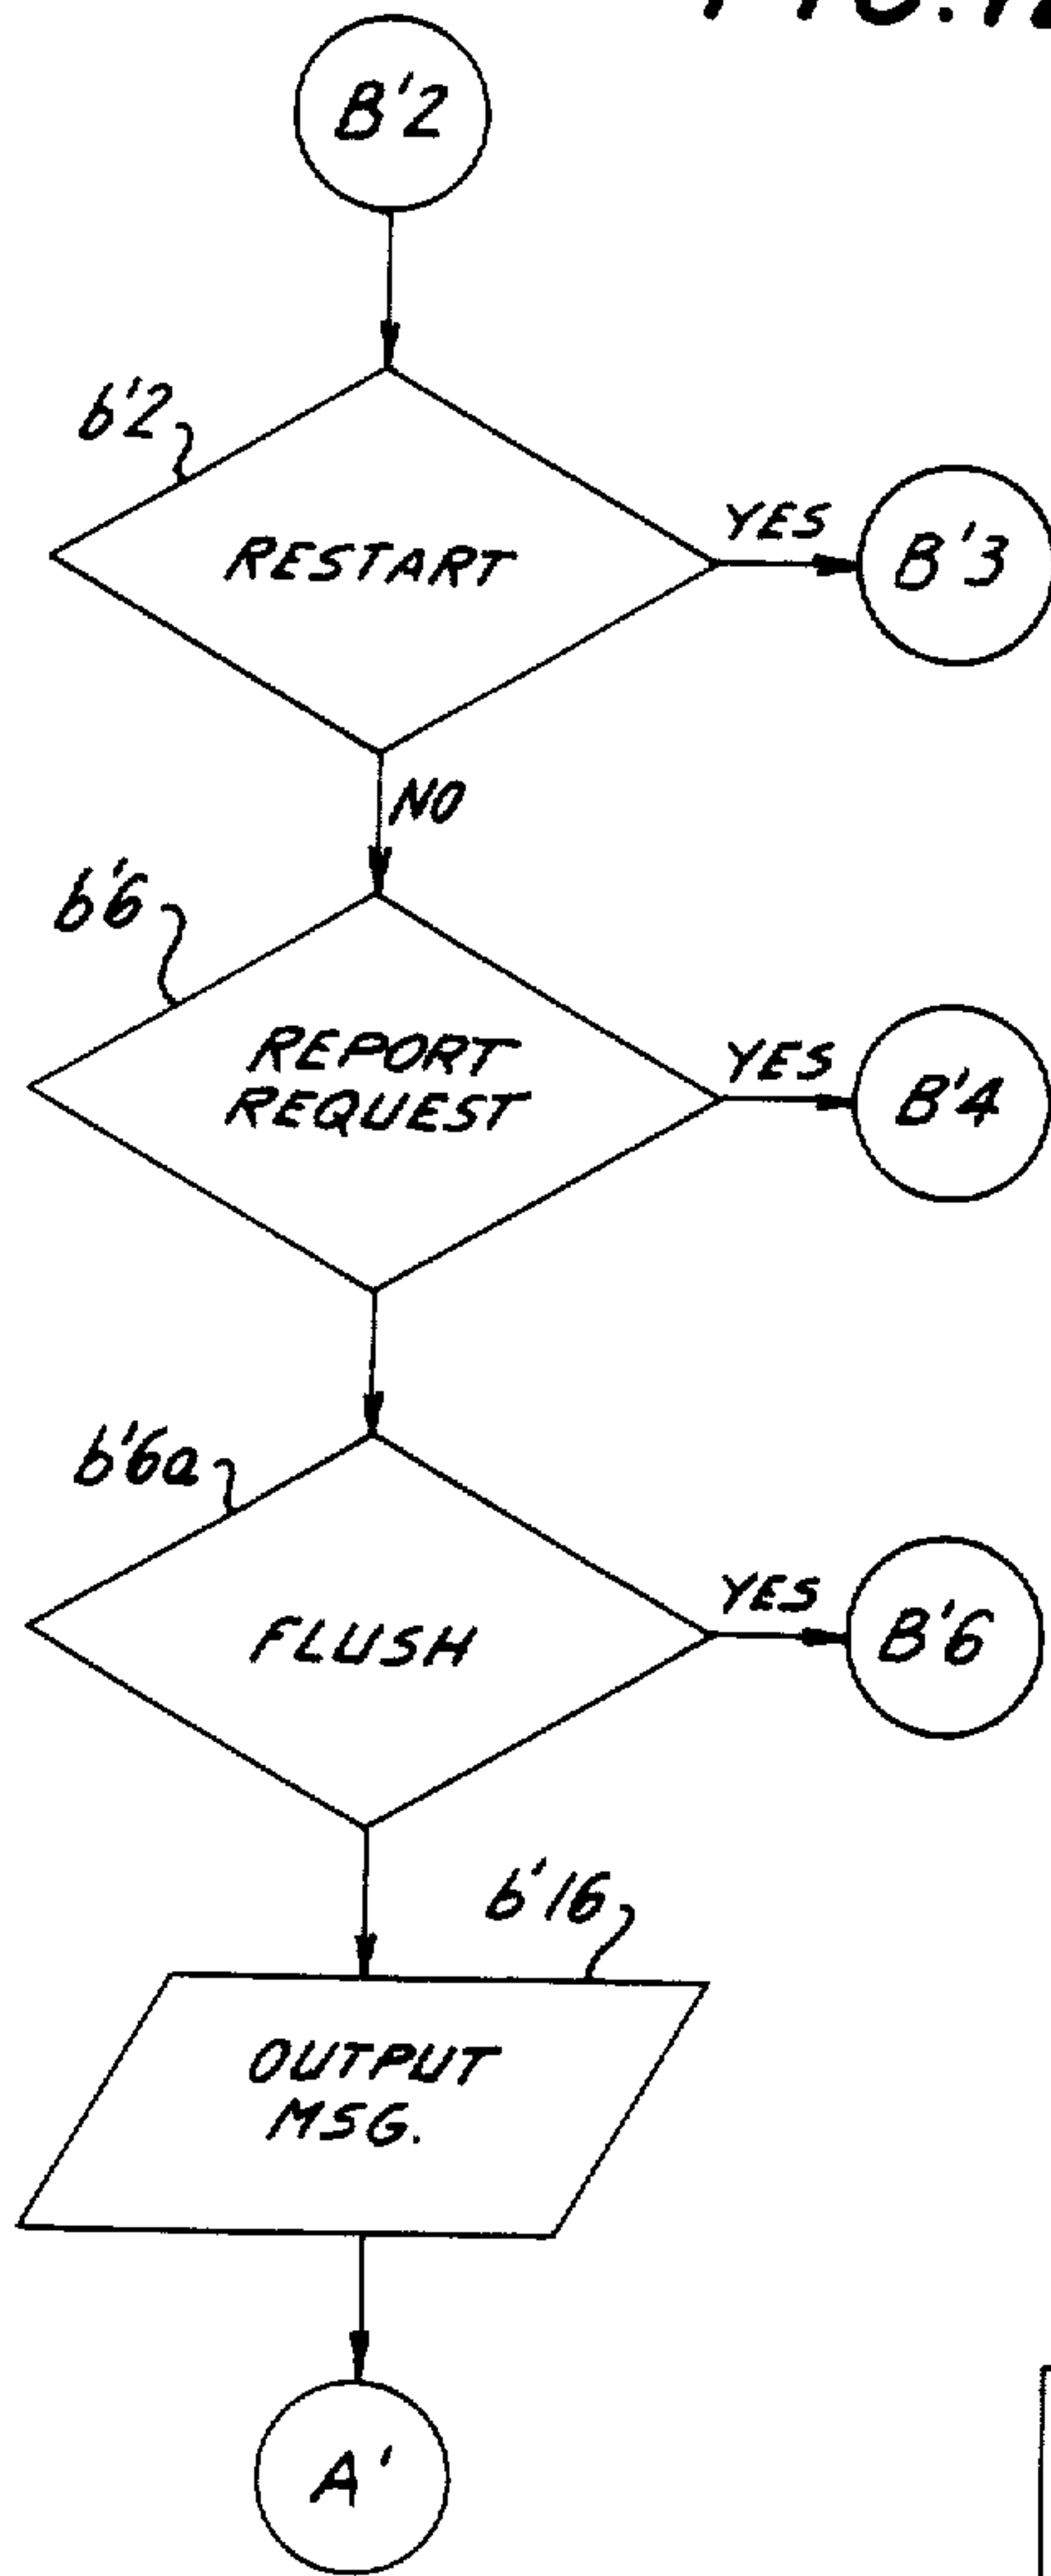 B'2
b'2
RESTART
YES
B'3
NO
b'6
REPORT
REQUEST
YES
B'4
b'6a
FLUSH
YES
B'6
b'16
OUTPUT
MSG.
A'